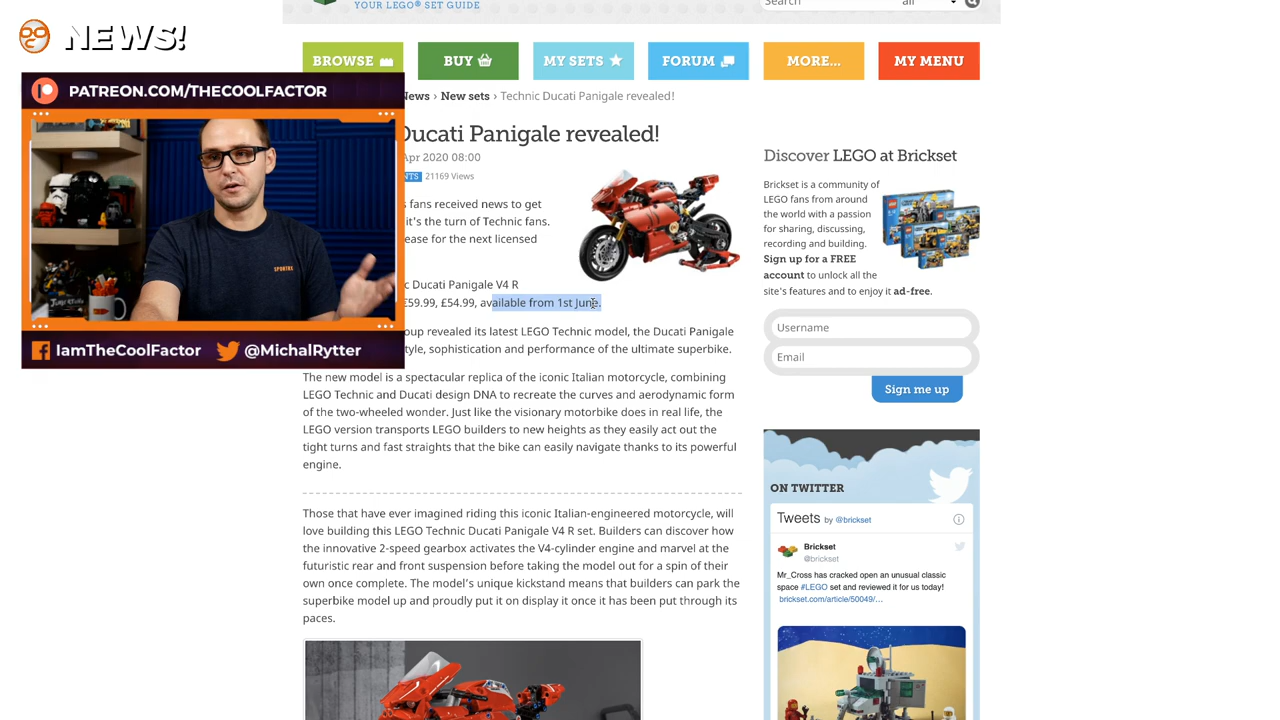 YOUR LEGO® SET GUIDE
Search
all
NEWS!
BROWSE
BUY
MY SETS
FORUM
MORE...
MY MENU
PATREON.COM/THECOOLFACTOR
News › New sets › Technic Ducati Panigale revealed!
Ducati Panigale revealed!
Apr 2020 08:00
21169 Views
fans received news to get
it's the turn of Technic fans.
ease for the next licensed
c Ducati Panigale V4 R
€59.99, £54.99, available from 1st June.
oup revealed its latest LEGO Technic model, the Ducati Panigale
tyle, sophistication and performance of the ultimate superbike.
SPORTRX
IamTheCoolFactor
@MichalRytter
The new model is a spectacular replica of the iconic Italian motorcycle, combining
LEGO Technic and Ducati design DNA to recreate the curves and aerodynamic form
of the two-wheeled wonder. Just like the visionary motorbike does in real life, the
LEGO version transports LEGO builders to new heights as they easily act out the
tight turns and fast straights that the bike can easily navigate thanks to its powerful
engine.
Those that have ever imagined riding this iconic Italian-engineered motorcycle, will
love building this LEGO Technic Ducati Panigale V4 R set. Builders can discover how
the innovative 2-speed gearbox activates the V4-cylinder engine and marvel at the
futuristic rear and front suspension before taking the model out for a spin of their
own once complete. The model's unique kickstand means that builders can park the
superbike model up and proudly put it on display it once it has been put through its
paces.
Discover LEGO at Brickset
Brickset is a community of
LEGO fans from around
the world with a passion
for sharing, discussing,
recording and building.
Sign up for a FREE
account to unlock all the
site's features and to enjoy it ad-free.
Username
Email
Sign me up
ON TWITTER
Tweets by @brickset
Brickset
@brickset
Mr_Cross has cracked open an unusual classic
space #LEGO set and reviewed it for us today!
brickset.com/article/50049/...